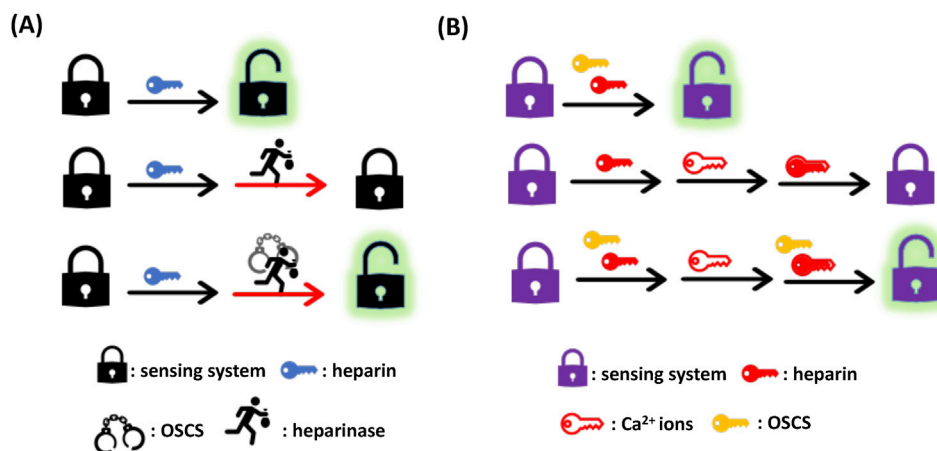 (A)
(B)
: sensing system : heparin
: OSCS : heparinase
: sensing system : heparin
: Ca²⁺ ions : OSCS